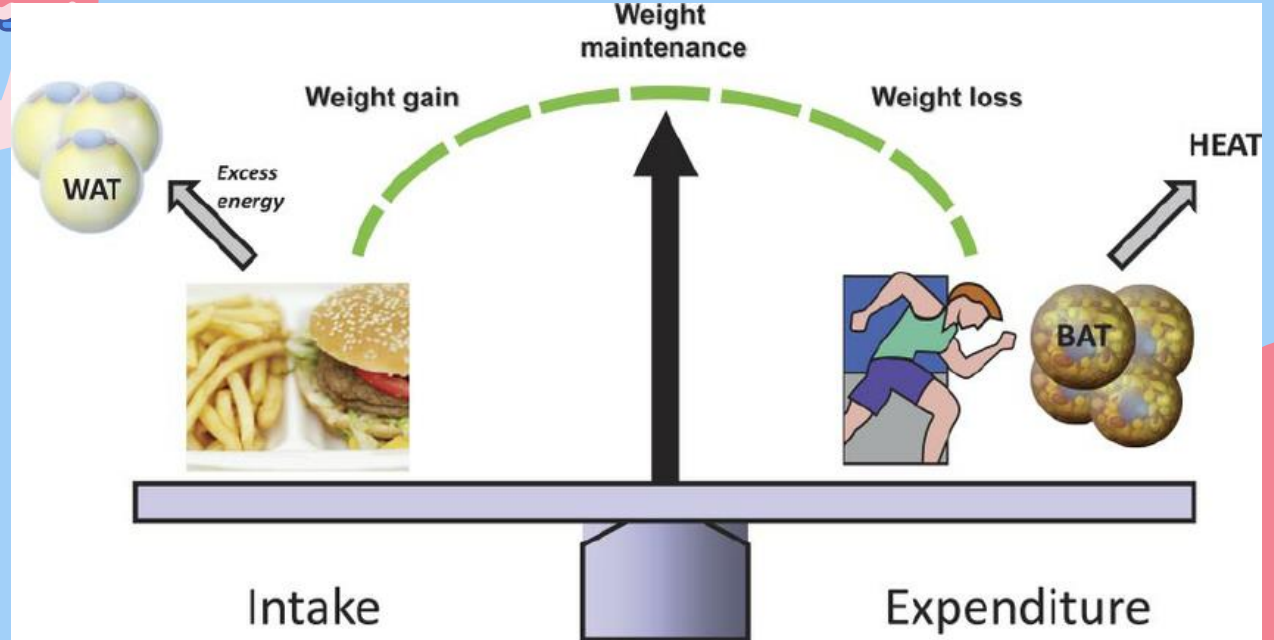 Weight
maintenance
Weight gain
Weight loss
HEAT
Excess
energy
WAT
BAT
Intake
Expenditure